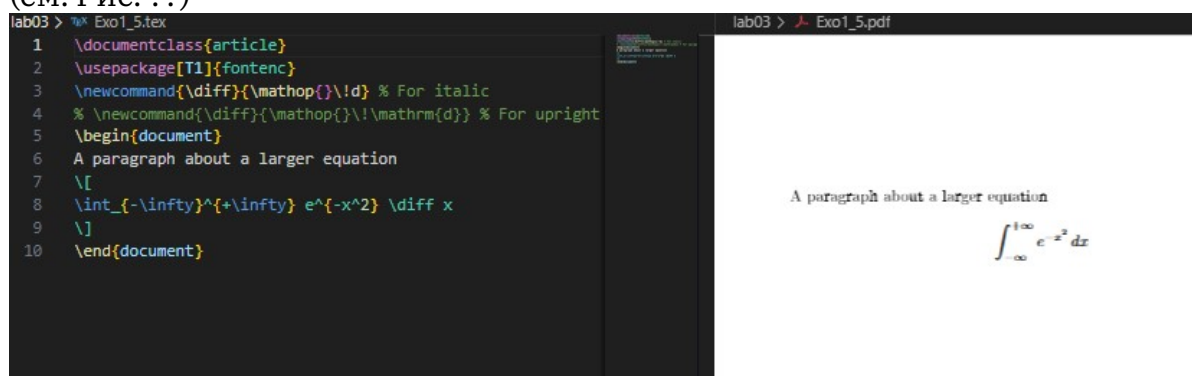 (см. Рис. ??)
lab03 > TEX Exo1_5.tex
1 \documentclass{article}
2 \usepackage[T1]{fontenc}
3 \newcommand{\diff}{\mathop{}\!d} % For italic
4 % \newcommand{\diff}{\mathop{}\!\mathrm{d}} % For upright
5 \begin{document}
6 A paragraph about a larger equation
7 \[
8 \int_{-\infty}^{+\infty} e^{-x^2} \diff x
9 \]
10 \end{document}
lab03 > Exo1_5.pdf
A paragraph about a larger equation
∫_{-∞}^{+∞} e^{-x^2} dx